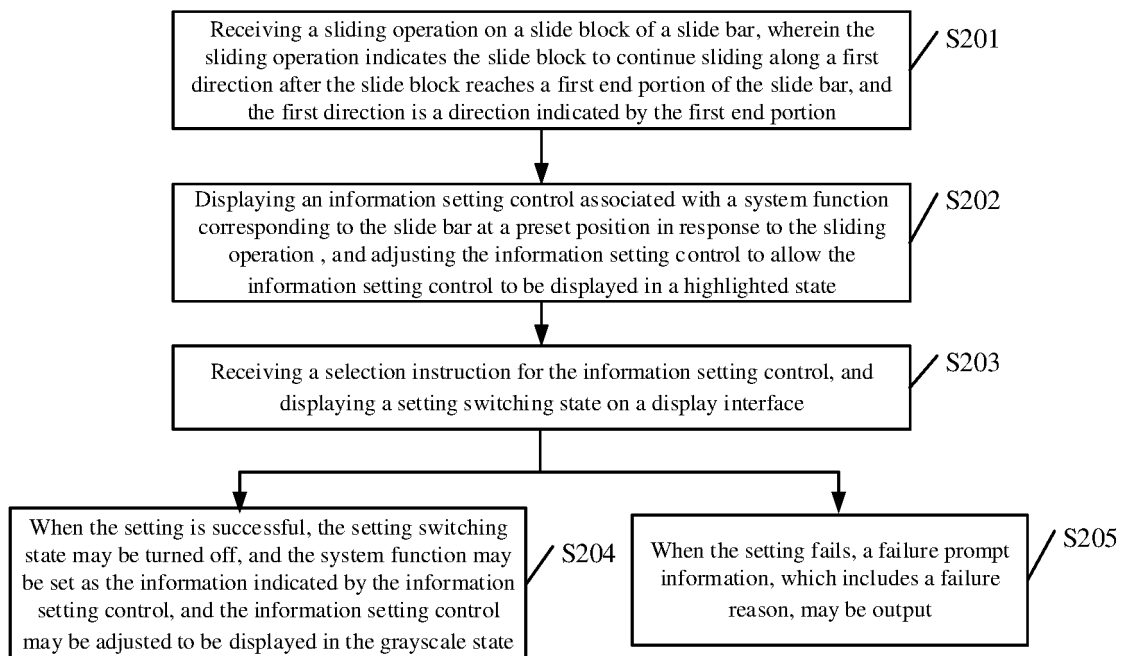 Receiving a sliding operation on a slide block of a slide bar, wherein the
sliding operation indicates the slide block to continue sliding along a first
direction after the slide block reaches a first end portion of the slide bar, and
the first direction is a direction indicated by the first end portion
S201
Displaying an information setting control associated with a system function
corresponding to the slide bar at a preset position in response to the sliding
operation , and adjusting the information setting control to allow the
information setting control to be displayed in a highlighted state
S202
Receiving a selection instruction for the information setting control, and
displaying a setting switching state on a display interface
S203
When the setting is successful, the setting switching
state may be turned off, and the system function may
be set as the information indicated by the information
setting control, and the information setting control
may be adjusted to be displayed in the grayscale state
S204
When the setting fails, a failure prompt
information, which includes a failure
reason, may be output
S205